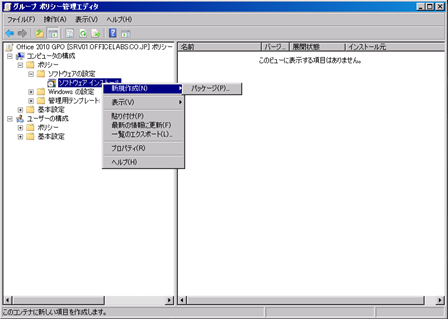 グループ ポリシー管理エディタ
ファイル(F) 操作(A) 表示(V) ヘルプ(H)
Office 2010 GPO [SRV01.OFFICELABS.CO.JP] ポリシー
コンピュータの構成
ポリシー
ソフトウェアの設定
ソフトウェア インストール
Windows の設定
管理用テンプレート
基本設定
ユーザーの構成
ポリシー
基本設定
新規作成(N)
パッケージ(P)...
表示(V)
貼り付け(P)
最新の情報に更新(F)
一覧のエクスポート(L)...
プロパティ(R)
ヘルプ(H)
名前 バージ... 展開状態 インストール元
このビューに表示する項目はありません。
このコンテナに新しい項目を作成します。